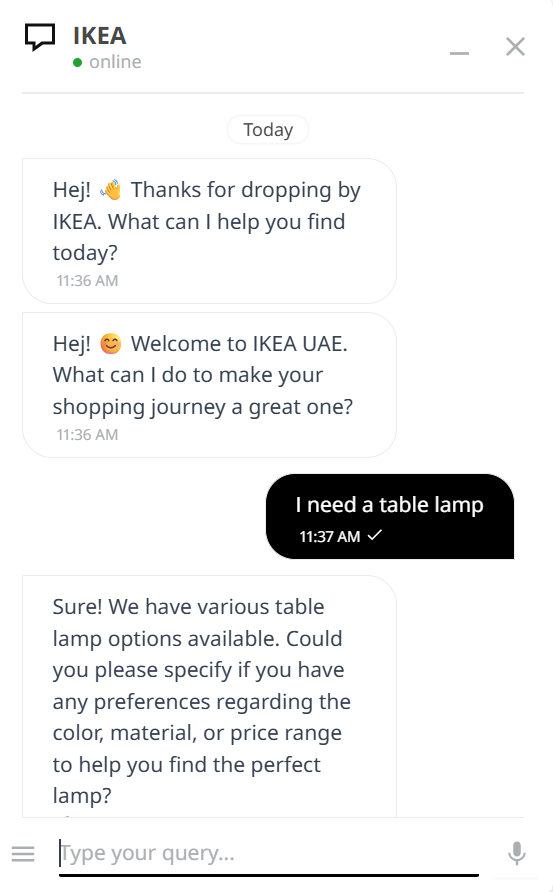 IKEA
online
Today
Hej! 👋 Thanks for dropping by
IKEA. What can I help you find
today?
11:36 AM
Hej! 😊 Welcome to IKEA UAE.
What can I do to make your
shopping journey a great one?
11:36 AM
I need a table lamp
11:37 AM ✓
Sure! We have various table
lamp options available. Could
you please specify if you have
any preferences regarding the
color, material, or price range
to help you find the perfect
lamp?
Type your query...